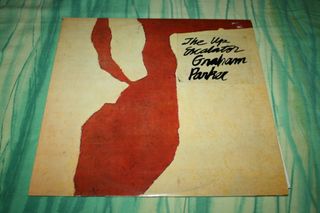 The Up
Escalator
Graham
Parker